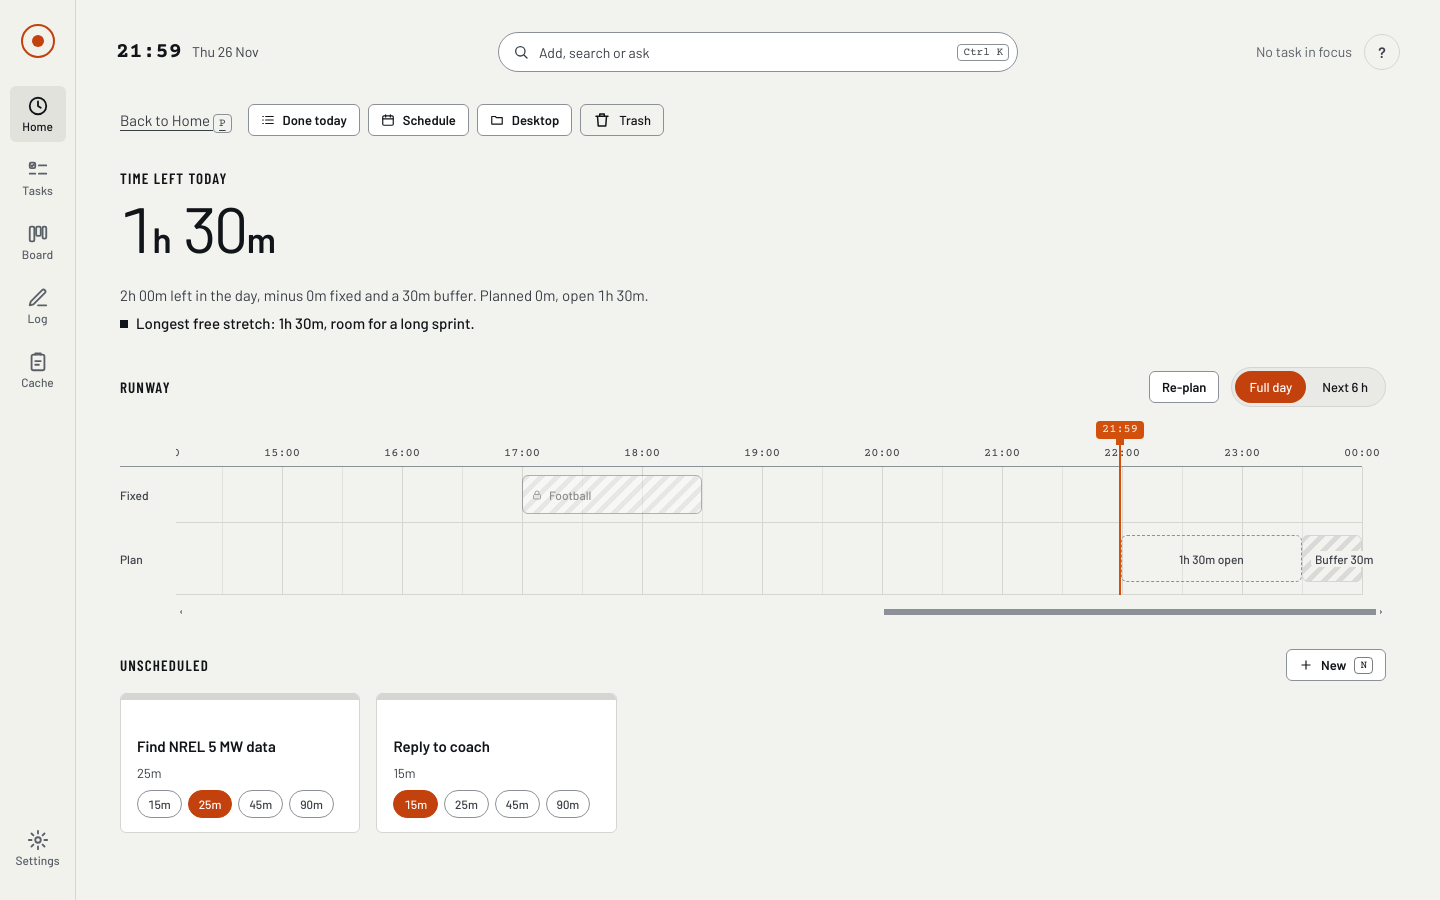 21:59 Thu 26 Nov
Add, search or ask
Ctrl K
No task in focus
?
Home
Tasks
Board
Log
Cache
Settings
Back to Home P
Done today
Schedule
Desktop
Trash
TIME LEFT TODAY
1h 30m
2h 00m left in the day, minus 0m fixed and a 30m buffer. Planned 0m, open 1h 30m.
Longest free stretch: 1h 30m, room for a long sprint.
RUNWAY
Re-plan
Full day
Next 6 h
21:59
15:00 16:00 17:00 18:00 19:00 20:00 21:00 22:00 23:00 00:00
Fixed
Football
Plan
1h 30m open
Buffer 30m
UNSCHEDULED
New N
Find NREL 5 MW data
25m
15m 25m 45m 90m
Reply to coach
15m
15m 25m 45m 90m